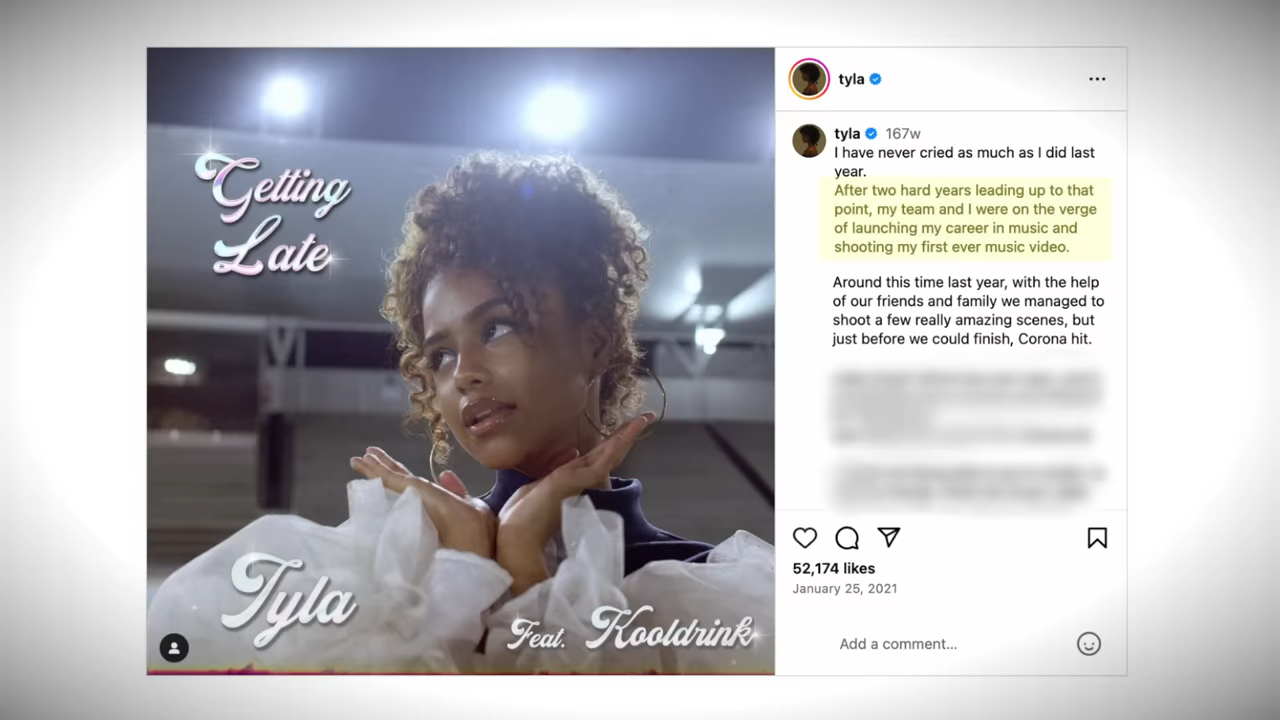 Getting
Late
Tyla
Feat. Kooldrink
tyla
tyla 167w
I have never cried as much as I did last
year.
After two hard years leading up to that
point, my team and I were on the verge
of launching my career in music and
shooting my first ever music video.
Around this time last year, with the help
of our friends and family we managed to
shoot a few really amazing scenes, but
just before we could finish, Corona hit.
52,174 likes
January 25, 2021
Add a comment...